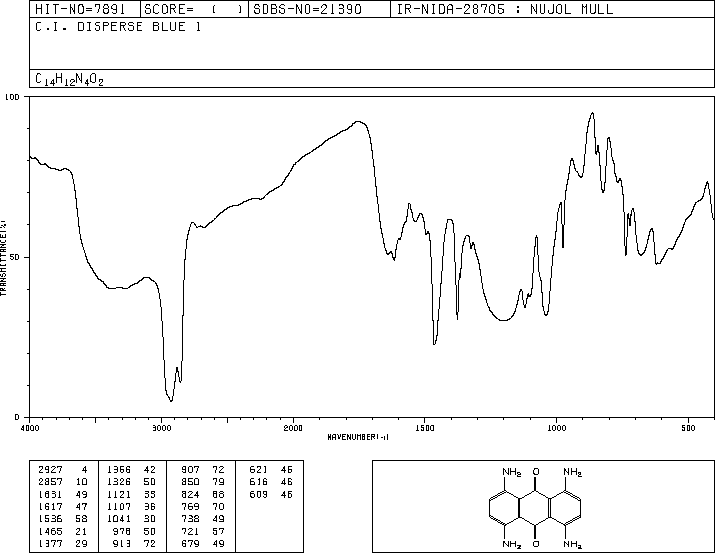 HIT-NO=7891 SCORE= ( ) SDBS-NO=21390 IR-NIDA-28705 : NUJOL MULL
C.I. DISPERSE BLUE 1
C14H12N4O2
100
50
0
TRANSMITTANCE(%)
4000 3000 2000 1500 1000 500
WAVENUMBER(-1)
2927 4 1366 42 907 72 621 46
2857 10 1326 50 850 79 616 46
1631 49 1121 33 824 68 609 46
1617 47 1107 36 769 70
1536 58 1041 30 738 49
1465 21 978 50 721 57
1377 29 913 72 679 49
NH2 O NH2
NH2 O NH2